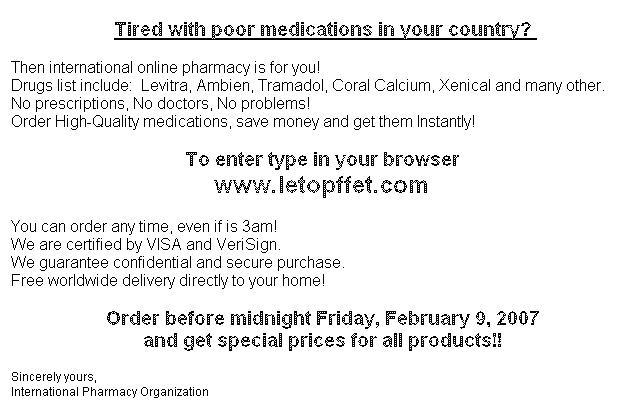 Tired with poor medications in your country?
Then international online pharmacy is for you!
Drugs list include:  Levitra, Ambien, Tramadol, Coral Calcium, Xenical and many other.
No prescriptions, No doctors, No problems!
Order High-Quality medications, save money and get them Instantly!
To enter type in your browser
www.letopffet.com
You can order any time, even if is 3am!
We are certified by VISA and VeriSign.
We guarantee confidential and secure purchase.
Free worldwide delivery directly to your home!
Order before midnight Friday, February 9, 2007
and get special prices for all products!!
Sincerely yours,
International Pharmacy Organization